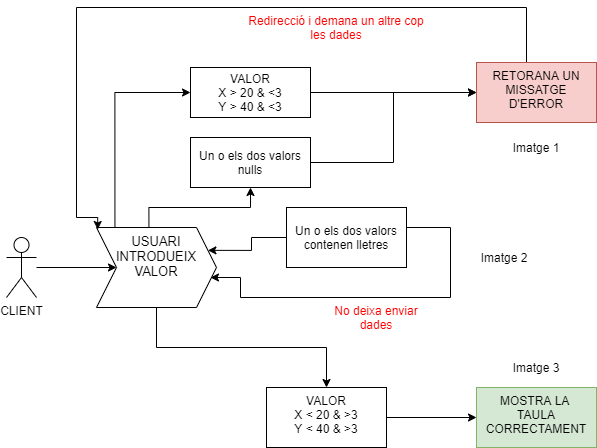 Redirecció i demana un altre cop
les dades
VALOR
X > 20 & <3
Y > 40 & <3
RETORANA UN
MISSATGE
D'ERROR
Imatge 1
Un o els dos valors
nulls
Un o els dos valors
contenen lletres
USUARI
INTRODUEIX
VALOR
Imatge 2
CLIENT
No deixa enviar
dades
Imatge 3
VALOR
X < 20 & >3
Y < 40 & >3
MOSTRA LA
TAULA
CORRECTAMENT